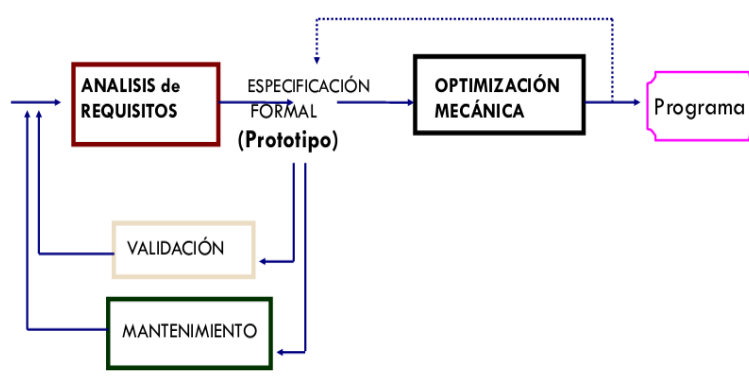 ANALISIS de
REQUISITOS
ESPECIFICACIÓN
FORMAL
(Prototipo)
OPTIMIZACIÓN
MECÁNICA
Programa
VALIDACIÓN
MANTENIMIENTO